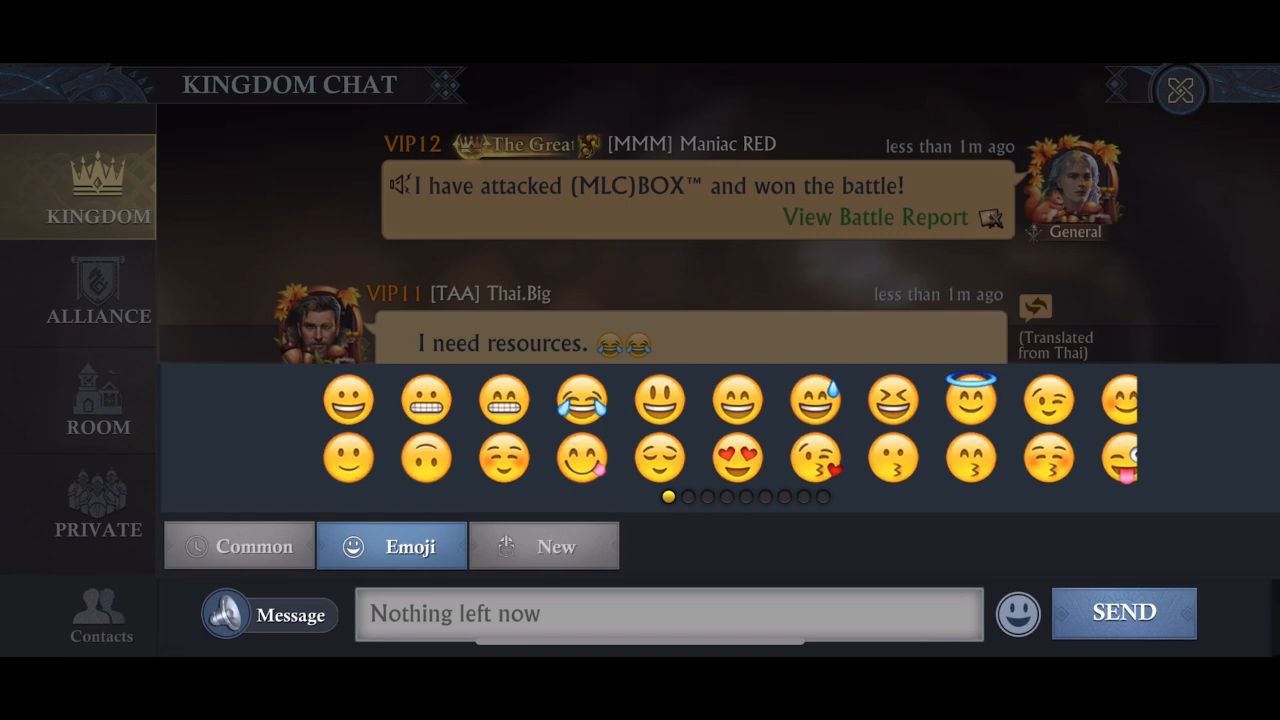 KINGDOM CHAT
VIP12 The Great [MMM] Maniac RED less than 1m ago
I have attacked (MLC)BOX™ and won the battle!
View Battle Report
General
KINGDOM
VIP11 [TAA] Thai.Big less than 1m ago
I need resources. 😂😂
(Translated
from Thai)
ALLIANCE
ROOM
PRIVATE
Contacts
Common Emoji New
Message Nothing left now SEND